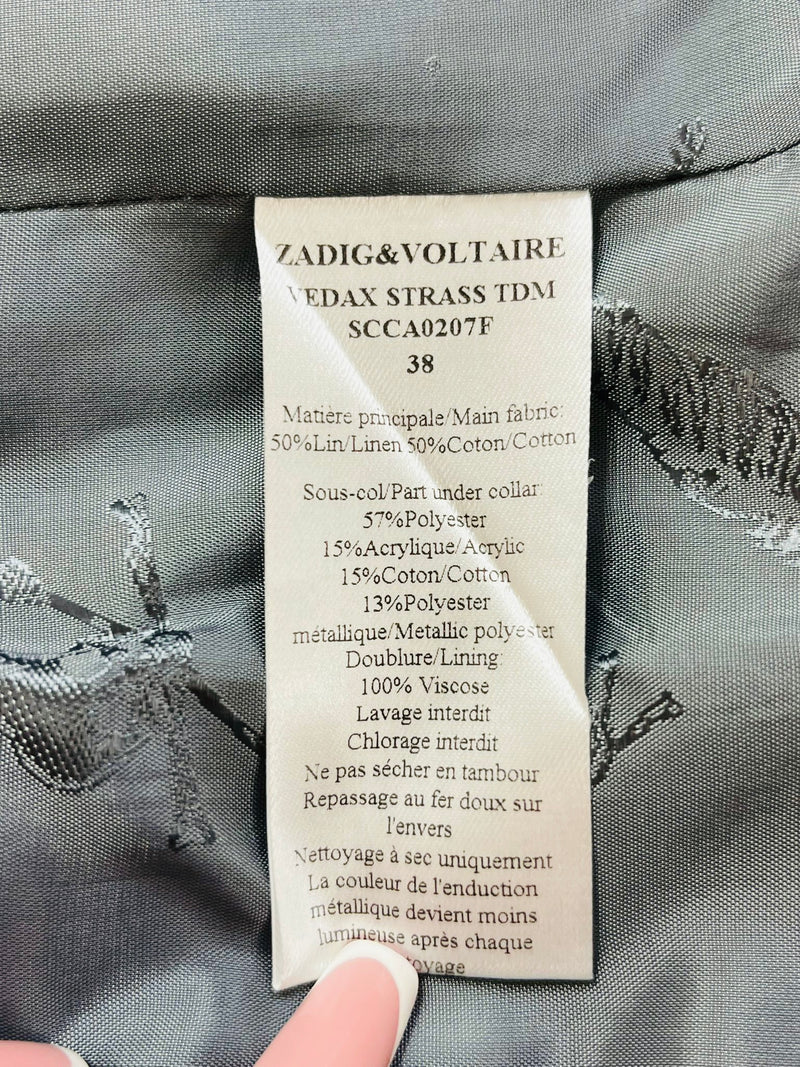 ZADIG&VOLTAIRE
VEDAX STRASS TDM
SCCA0207F
38
Matière principale/Main fabric:
50%Lin/Linen 50%Coton/Cotton
Sous-col/Part under collar:
57%Polyester
15%Acrylique/Acrylic
15%Coton/Cotton
13%Polyester
métallique/Metallic polyester
Doublure/Lining:
100% Viscose
Lavage interdit
Chlorage interdit
Ne pas sécher en tambour
Repassage au fer doux sur
l'envers
Nettoyage à sec uniquement
La couleur de l'enduction
métallique devient moins
lumineuse après chaque